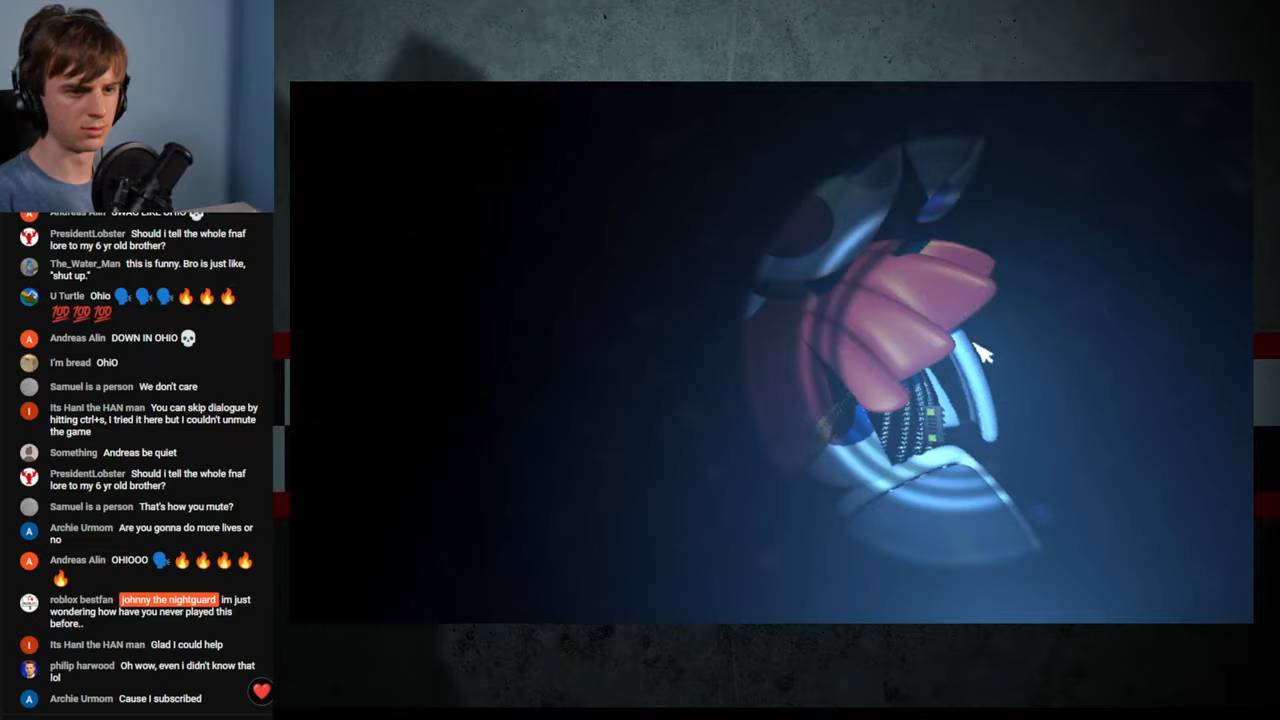 Andreas Alin SWAG LIKE OHIO 💀
PresidentLobster Should i tell the whole fnaf
lore to my 6 yr old brother?
The_Water_Man this is funny. Bro is just like,
"shut up."
U Turtle Ohio 🗣️🗣️🗣️🔥🔥🔥
💯💯💯
Andreas Alin DOWN IN OHIO 💀
I'm bread OhiO
Samuel is a person We don't care
Its HanI the HAN man You can skip dialogue by
hitting ctrl+s, I tried it here but I couldn't unmute
the game
Something Andreas be quiet
PresidentLobster Should i tell the whole fnaf
lore to my 6 yr old brother?
Samuel is a person That's how you mute?
Archie Urmom Are you gonna do more lives or
no
Andreas Alin OHIOOO 🗣️🔥🔥🔥🔥
🔥
roblox bestfan johnny the nightguard im just
wondering how have you never played this
before..
Its HanI the HAN man Glad I could help
philip harwood Oh wow, even i didn't know that
lol
Archie Urmom Cause I subscribed